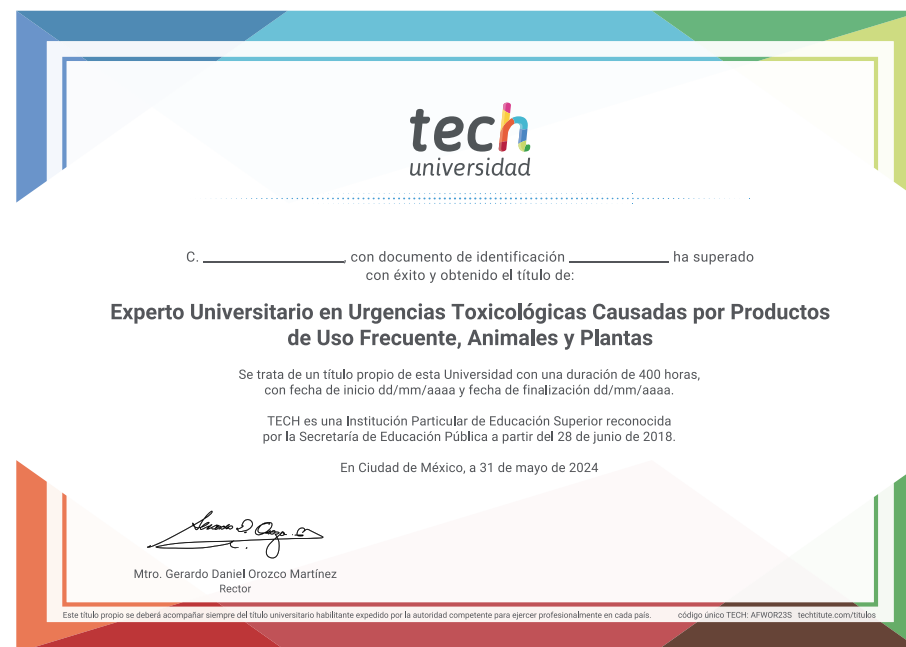 tech
universidad
C. __________________, con documento de identificación _____________ ha superado
con éxito y obtenido el título de:
Experto Universitario en Urgencias Toxicológicas Causadas por Productos
de Uso Frecuente, Animales y Plantas
Se trata de un título propio de esta Universidad con una duración de 400 horas,
con fecha de inicio dd/mm/aaaa y fecha de finalización dd/mm/aaaa.
TECH es una Institución Particular de Educación Superior reconocida
por la Secretaría de Educación Pública a partir del 28 de junio de 2018.
En Ciudad de México, a 31 de mayo de 2024
Mtro. Gerardo Daniel Orozco Martínez
Rector
Este título propio se deberá acompañar siempre del título universitario habilitante expedido por la autoridad competente para ejercer profesionalmente en cada país. código único TECH: AFWOR23S techtitute.com/titulos